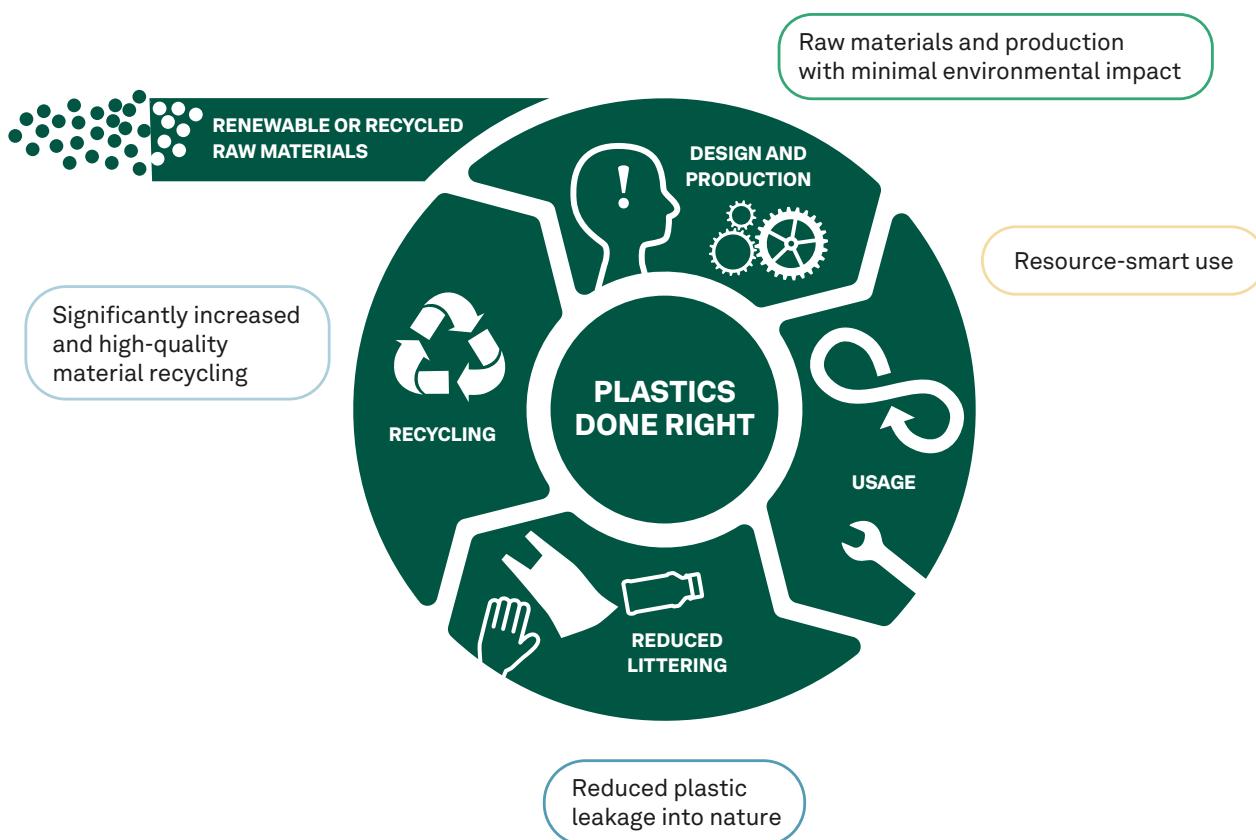 Raw materials and production
with minimal environmental impact
RENEWABLE OR RECYCLED
RAW MATERIALS
DESIGN AND
PRODUCTION
!
Resource-smart use
Significantly increased
and high-quality
material recycling
PLASTICS
DONE RIGHT
RECYCLING
USAGE
REDUCED
LITTERING
Reduced plastic
leakage into nature